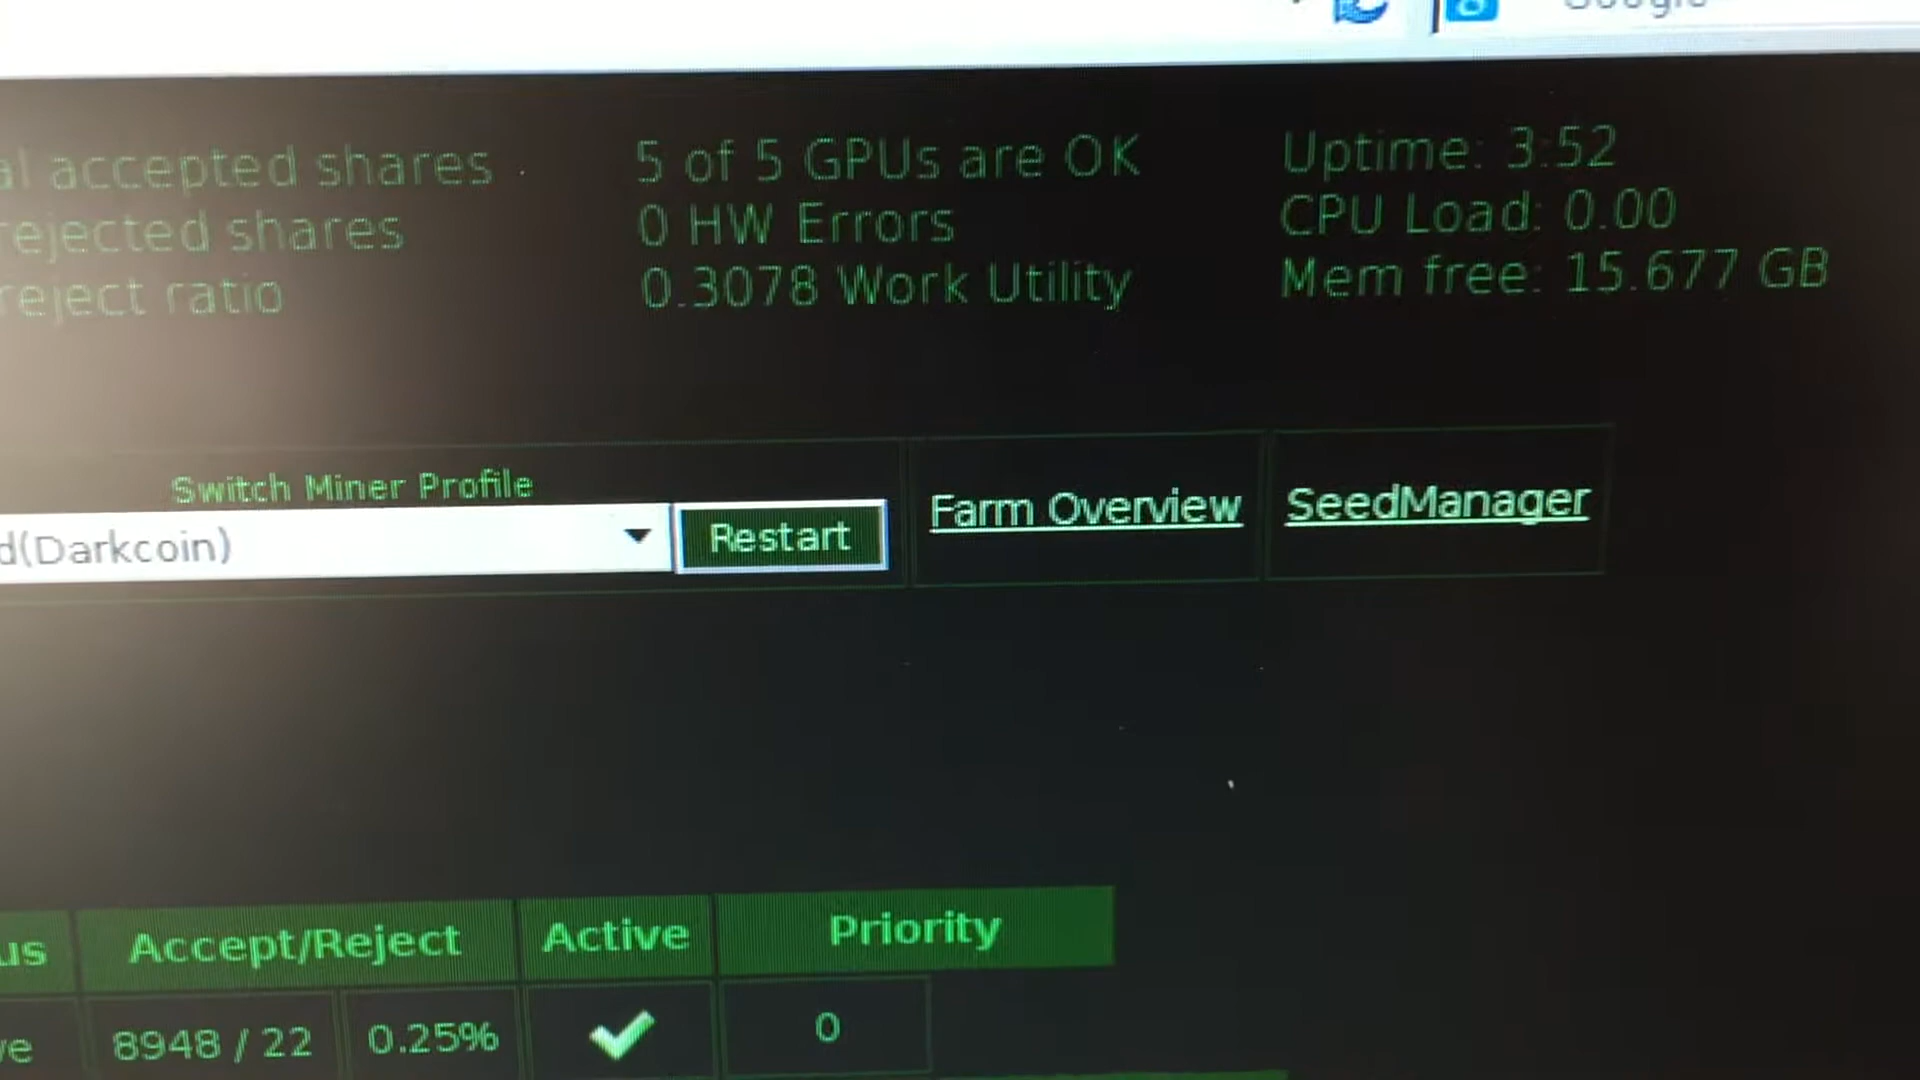 Google
al accepted shares
5 of 5 GPUs are OK
Uptime: 3:52
rejected shares
0 HW Errors
CPU Load: 0.00
reject ratio
0.3078 Work Utility
Mem free: 15.677 GB
Switch Miner Profile
d(Darkcoin)
Restart
Farm Overview
SeedManager
us
Accept/Reject
Active
Priority
ve
8948 / 22
0.25%
0